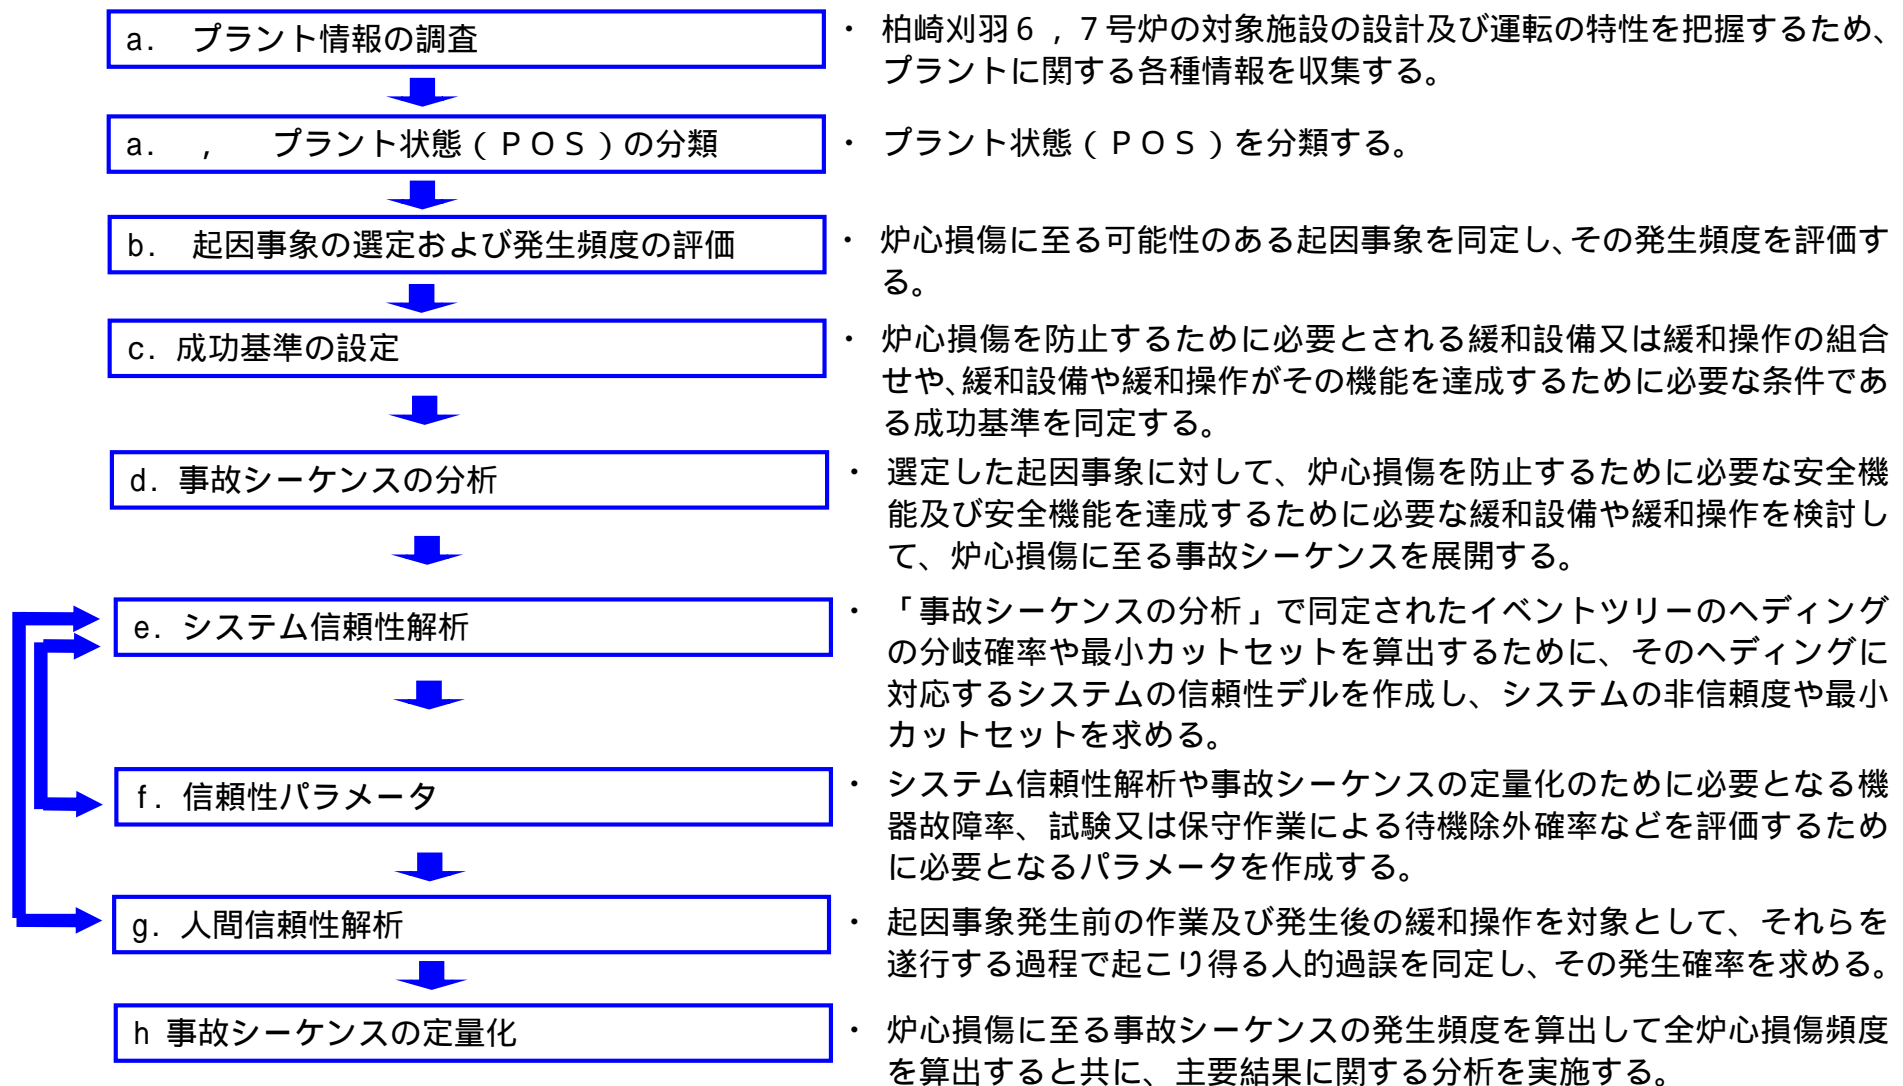 a.　プラント情報の調査
・ 柏崎刈羽６，７号炉の対象施設の設計及び運転の特性を把握するため、
プラントに関する各種情報を収集する。
a.　，　プラント状態（ＰＯＳ）の分類
・ プラント状態（ＰＯＳ）を分類する。
b.　起因事象の選定および発生頻度の評価
・ 炉心損傷に至る可能性のある起因事象を同定し、その発生頻度を評価す
る。
c. 成功基準の設定
・ 炉心損傷を防止するために必要とされる緩和設備又は緩和操作の組合
せや、緩和設備や緩和操作がその機能を達成するために必要な条件であ
る成功基準を同定する。
d. 事故シーケンスの分析
・ 選定した起因事象に対して、炉心損傷を防止するために必要な安全機
能及び安全機能を達成するために必要な緩和設備や緩和操作を検討し
て、炉心損傷に至る事故シーケンスを展開する。
e. システム信頼性解析
・ 「事故シーケンスの分析」で同定されたイベントツリーのヘディング
の分岐確率や最小カットセットを算出するために、そのヘディングに
対応するシステムの信頼性デルを作成し、システムの非信頼度や最小
カットセットを求める。
f. 信頼性パラメータ
・ システム信頼性解析や事故シーケンスの定量化のために必要となる機
器故障率、試験又は保守作業による待機除外確率などを評価するため
に必要となるパラメータを作成する。
g. 人間信頼性解析
・ 起因事象発生前の作業及び発生後の緩和操作を対象として、それらを
遂行する過程で起こり得る人的過誤を同定し、その発生確率を求める。
h 事故シーケンスの定量化
・ 炉心損傷に至る事故シーケンスの発生頻度を算出して全炉心損傷頻度
を算出すると共に、主要結果に関する分析を実施する。